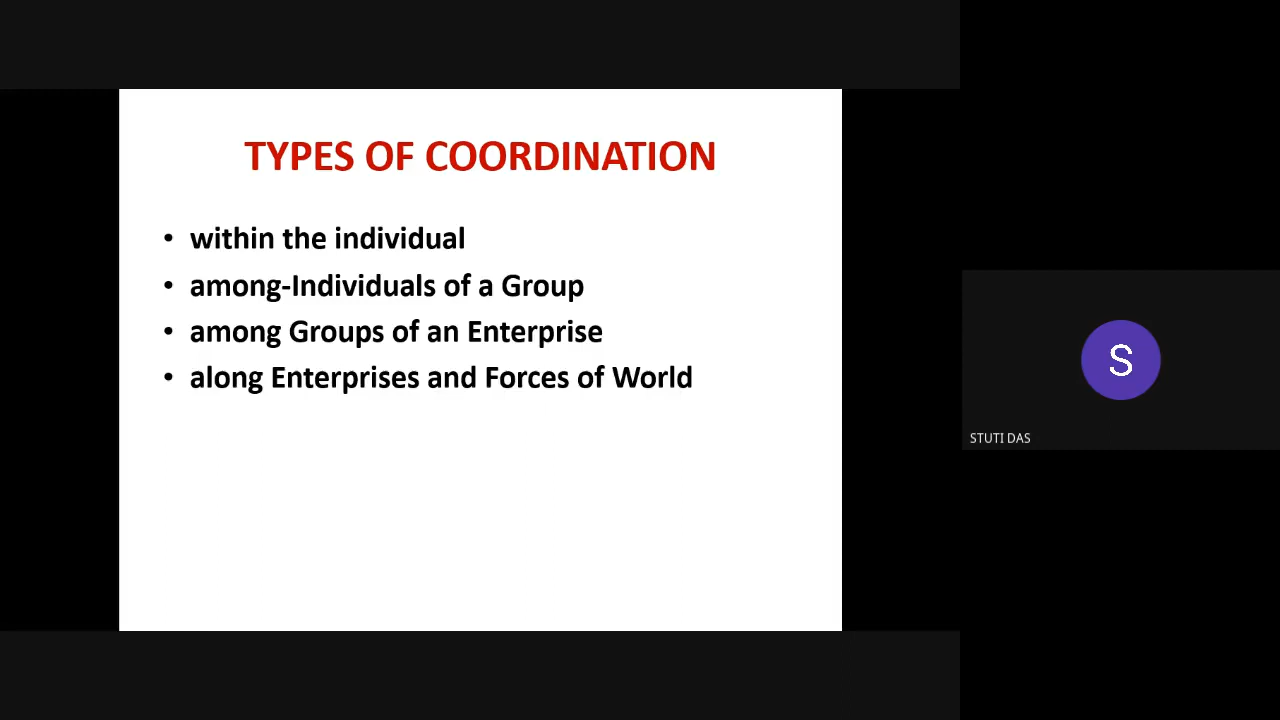 TYPES OF COORDINATION
• within the individual
• among-Individuals of a Group
• among Groups of an Enterprise
• along Enterprises and Forces of World
S
STUTI DAS